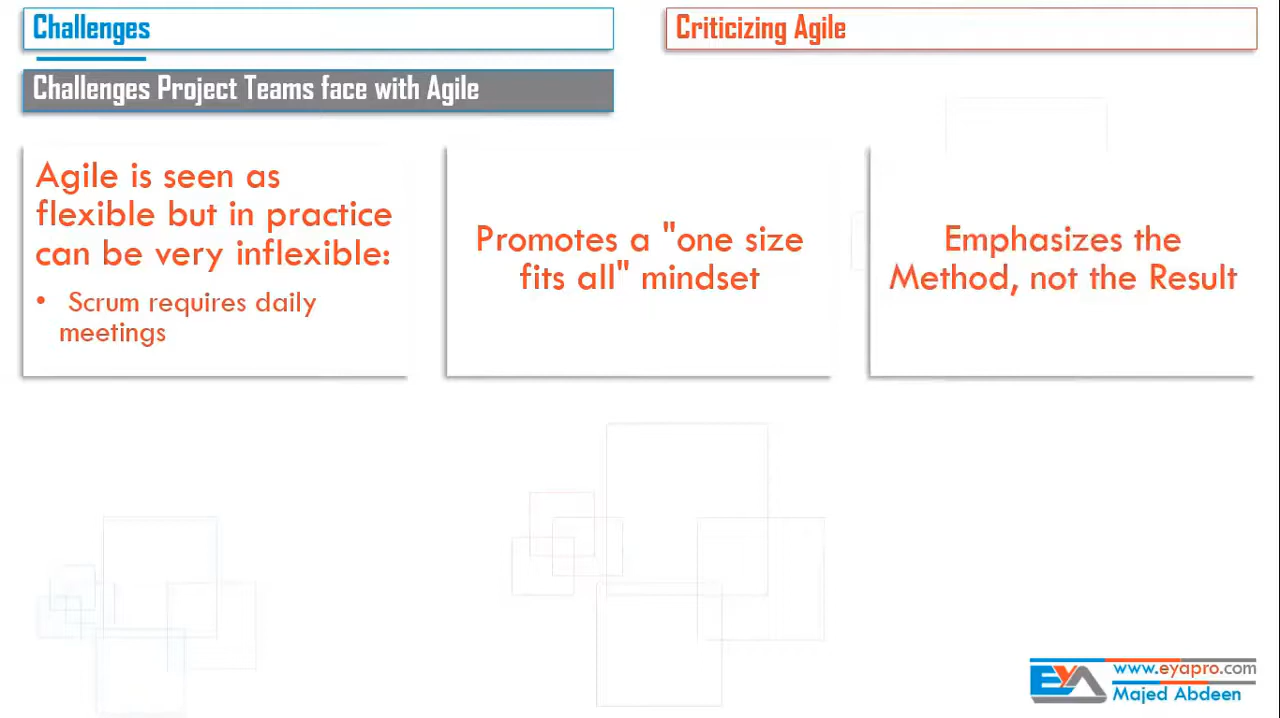 Challenges
Criticizing Agile
Challenges Project Teams face with Agile
Agile is seen as
flexible but in practice
can be very inflexible:
• Scrum requires daily
meetings
Promotes a "one size
fits all" mindset
Emphasizes the
Method, not the Result
EYA
www.eyapro.com
Majed Abdeen